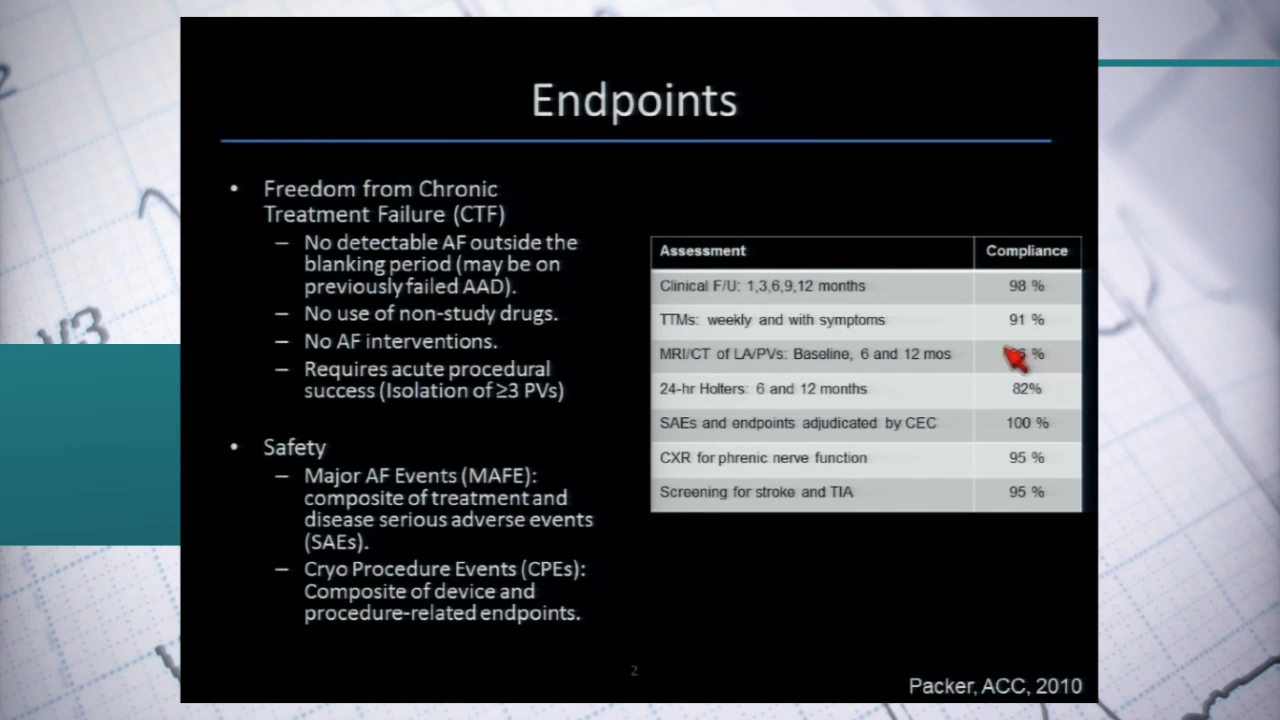 Endpoints
• Freedom from Chronic
Treatment Failure (CTF)
– No detectable AF outside the
blanking period (may be on
previously failed AAD).
– No use of non-study drugs.
– No AF interventions.
– Requires acute procedural
success (Isolation of ≥3 PVs)
• Safety
– Major AF Events (MAFE):
composite of treatment and
disease serious adverse events
(SAEs).
– Cryo Procedure Events (CPEs):
Composite of device and
procedure-related endpoints.
Assessment Compliance
Clinical F/U: 1,3,6,9,12 months 98 %
TTMs: weekly and with symptoms 91 %
MRI/CT of LA/PVs: Baseline, 6 and 12 mos %
24-hr Holters: 6 and 12 months 82%
SAEs and endpoints adjudicated by CEC 100 %
CXR for phrenic nerve function 95 %
Screening for stroke and TIA 95 %
2
Packer, ACC, 2010
V3